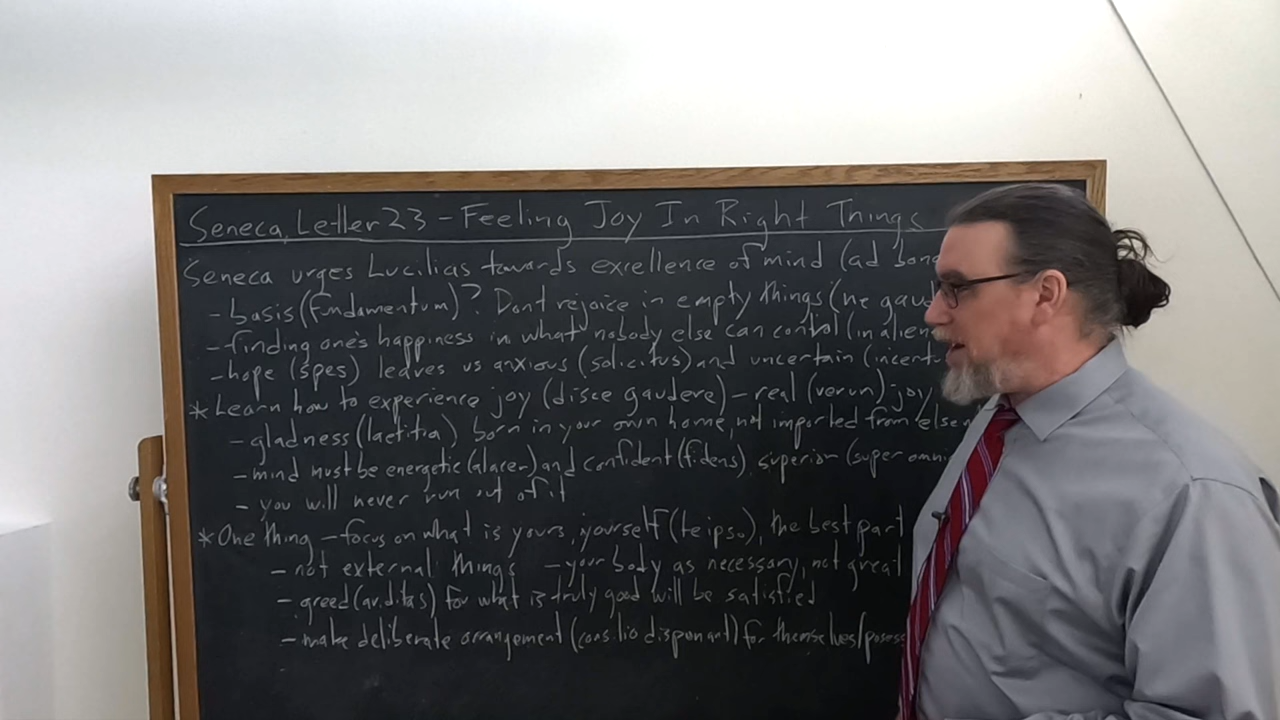 Seneca Letter 23 - Feeling Joy In Right Things
Seneca urges Lucilius towards excellence of mind (ad bona
- basis (fundamentum)? Dont rejoice in empty things (ne gaud
- finding one's happiness in what nobody else can control (in alien
- hope (spes) leaves us anxious (solicitus) and uncertain (incert
* Learn how to experience joy (disce gaudere) - real (verum) joy
- gladness (laetitia) born in your own home, not imported from else
- mind must be energetic (alacer) and confident (fidens), superior (super omni
- you will never run out of it
* One thing - focus on what is yours, yourself (te ipso), the best part
- not external things - your body as necessary, not great
- greed (aviditas) for what is truly good will be satisfied
- make deliberate arrangement (consilio disponant) for themselves/posess